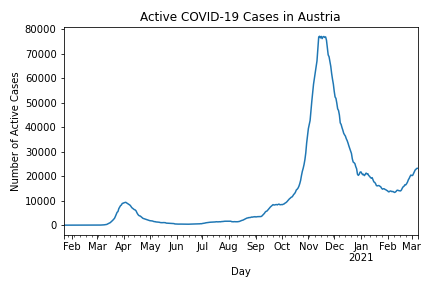 Active COVID-19 Cases in Austria
Number of Active Cases
80000
70000
60000
50000
40000
30000
20000
10000
0
Feb Mar Apr May Jun Jul Aug Sep Oct Nov Dec Jan Feb Mar
2021
Day